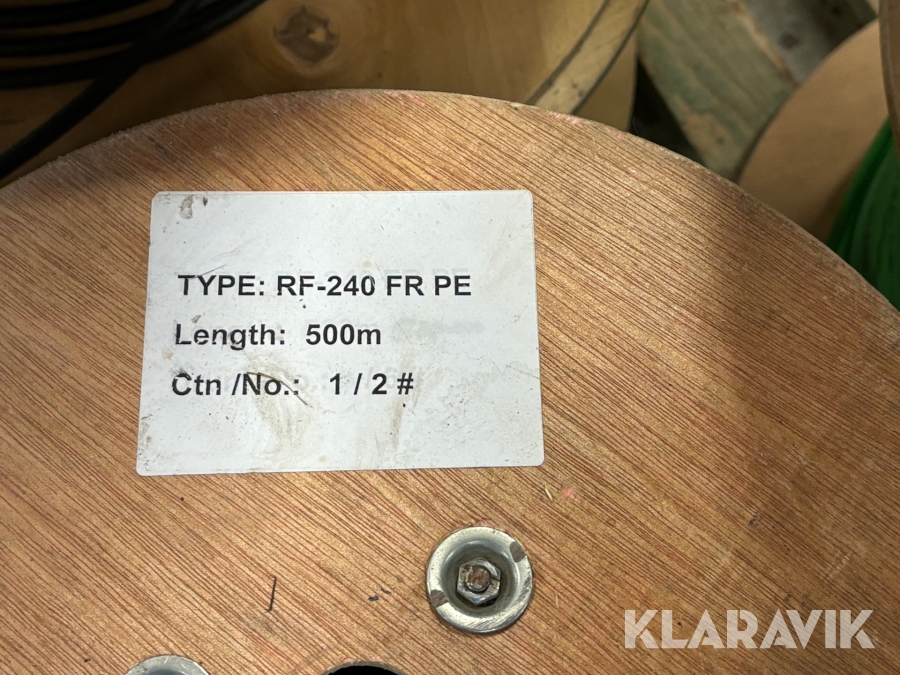 TYPE: RF-240 FR PE
Length: 500m
Ctn /No.: 1 / 2 #
KLARAVIK